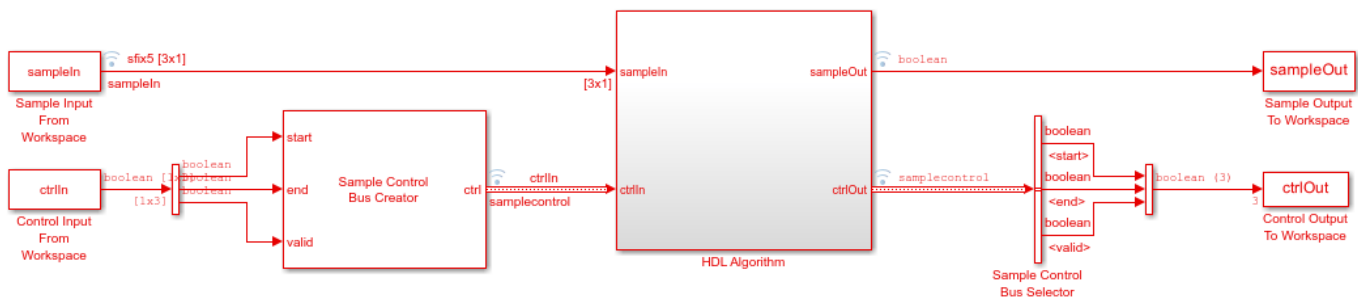 sampleIn
Sample Input
From
Workspace
sfix5 [3x1]
sampleIn
[3x1]
ctrlIn
Control Input
From
Workspace
boolean [1x3]
[1x3]
boolean
boolean
boolean
start
end
valid
Sample Control
Bus Creator
ctrl
ctrlIn
samplecontrol
sampleIn
ctrlIn
sampleOut
ctrlOut
HDL Algorithm
boolean
samplecontrol
boolean
<start>
boolean
<end>
boolean
<valid>
Sample Control
Bus Selector
boolean (3)
3
sampleOut
Sample Output
To Workspace
ctrlOut
Control Output
To Workspace